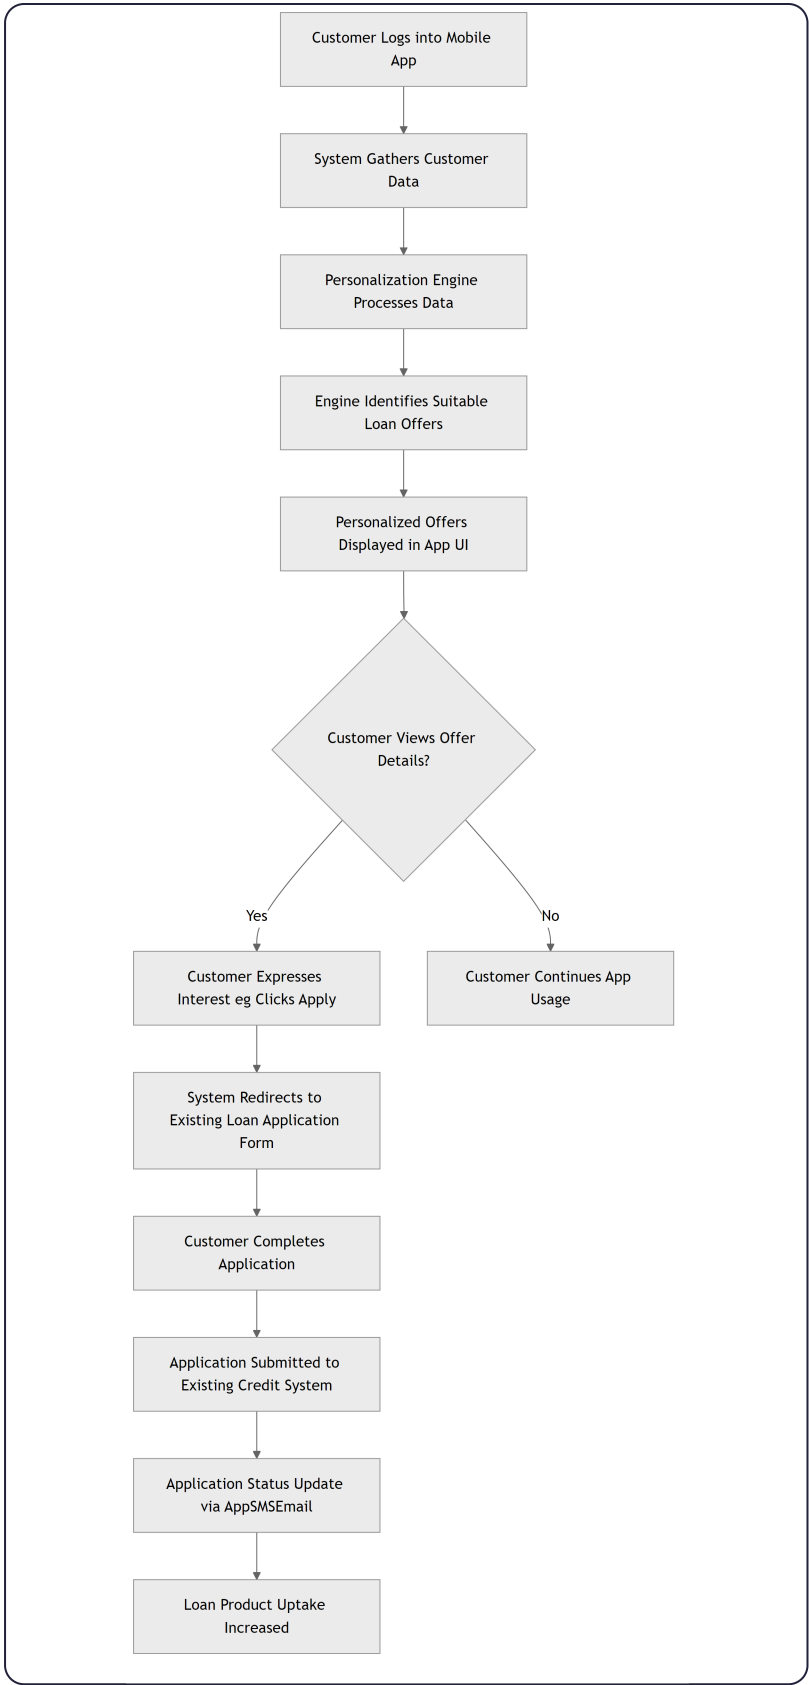 Customer Logs into Mobile
App
System Gathers Customer
Data
Personalization Engine
Processes Data
Engine Identifies Suitable
Loan Offers
Personalized Offers
Displayed in App UI
Customer Views Offer
Details?
Yes
No
Customer Expresses
Interest eg Clicks Apply
Customer Continues App
Usage
System Redirects to
Existing Loan Application
Form
Customer Completes
Application
Application Submitted to
Existing Credit System
Application Status Update
via AppSMSEmail
Loan Product Uptake
Increased